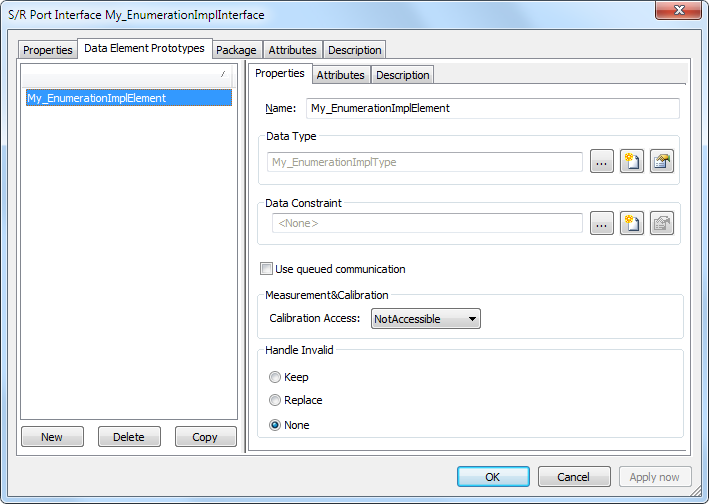 S/R Port Interface My_EnumerationImplInterface
Properties Data Element Prototypes Package Attributes Description
My_EnumerationImplElement
Properties Attributes Description
Name: My_EnumerationImplElement
Data Type
My_EnumerationImplType ...
Data Constraint
<None> ...
Use queued communication
Measurement&Calibration
Calibration Access: NotAccessible
Handle Invalid
Keep
Replace
None
New Delete Copy
OK Cancel Apply now